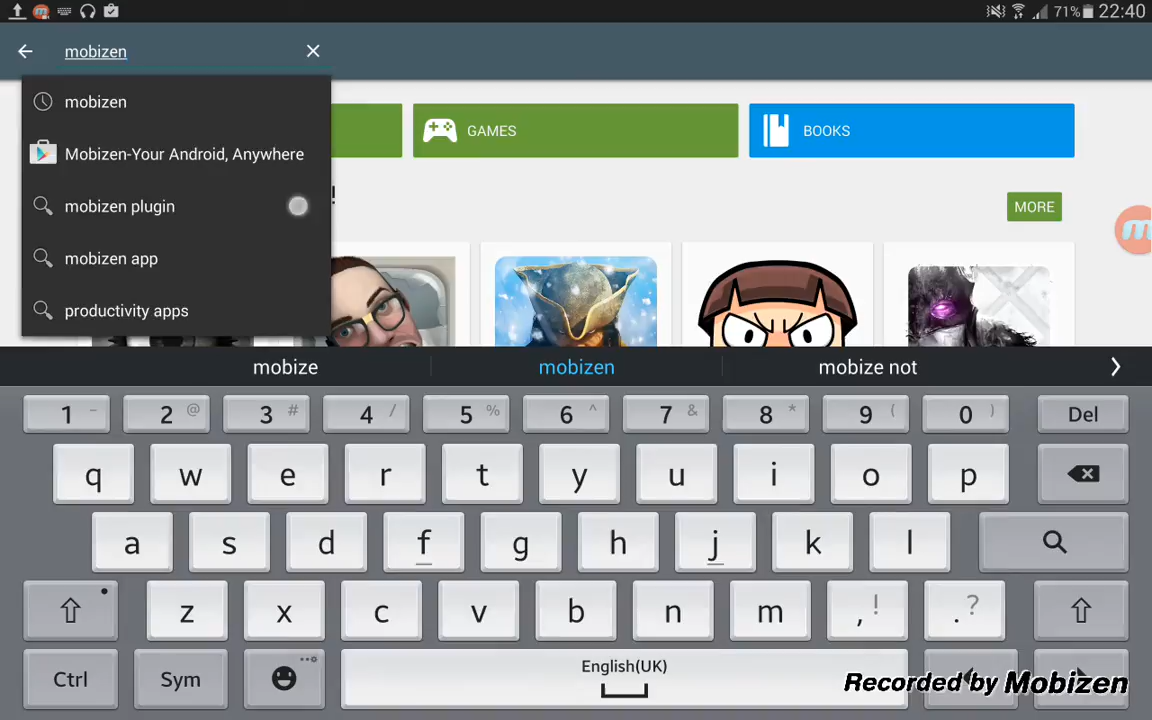 71% 22:40
mobizen
mobizen
Mobizen-Your Android, Anywhere
mobizen plugin
mobizen app
productivity apps
GAMES
BOOKS
!
MORE
m
mobize mobizen mobize not
1 - 2 @ 3 # 4 / 5 % 6 ^ 7 & 8 * 9 ( 0 ) Del
q w e r t y u i o p
a s d f g h j k l
z x c v b n m , ! . ?
Ctrl Sym English(UK)
Recorded by Mobizen